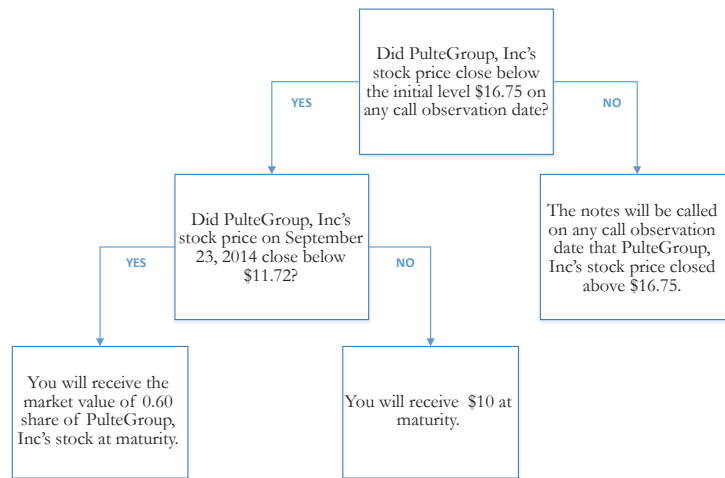 Did PulteGroup, Inc's
stock price close below
the initial level $16.75 on
any call observation date?
YES
NO
Did PulteGroup, Inc's
stock price on September
23, 2014 close below
$11.72?
The notes will be called
on any call observation
date that PulteGroup,
Inc's stock price closed
above $16.75.
YES
NO
You will receive the
market value of 0.60
share of PulteGroup,
Inc's stock at maturity.
You will receive $10 at
maturity.